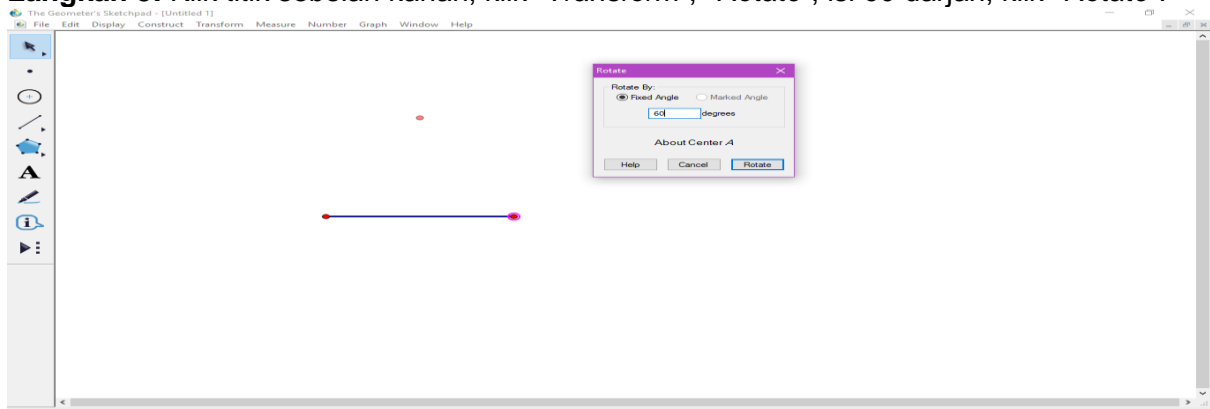 The Geometer's Sketchpad - [Untitled 1]
File Edit Display Construct Transform Measure Number Graph Window Help
Rotate
Rotate By:
Fixed Angle Marked Angle
60 degrees
About Center A
Help Cancel Rotate
A